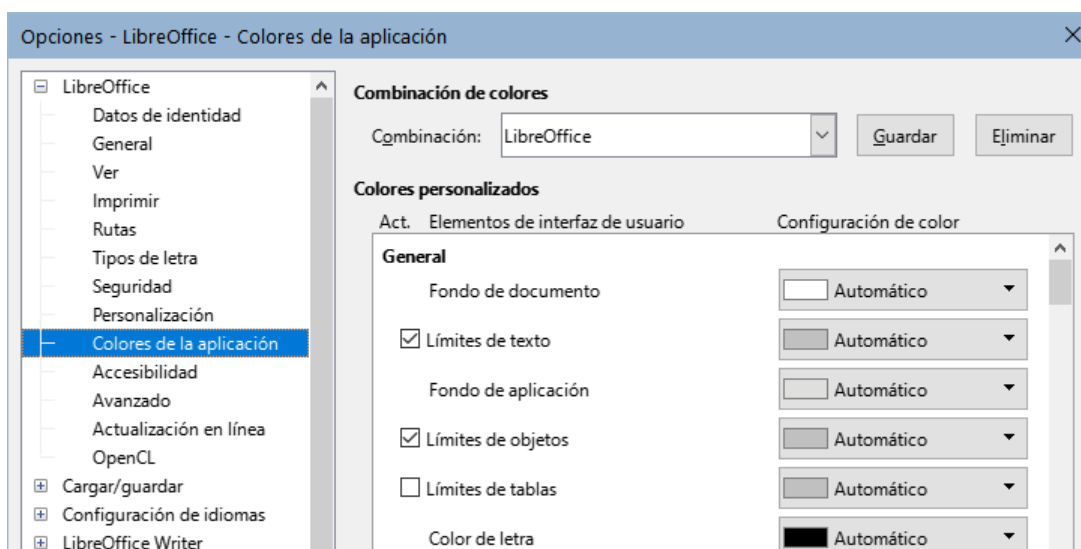 Opciones - LibreOffice - Colores de la aplicación
LibreOffice
Datos de identidad
General
Ver
Imprimir
Rutas
Tipos de letra
Seguridad
Personalización
Colores de la aplicación
Accesibilidad
Avanzado
Actualización en línea
OpenCL
Cargar/guardar
Configuración de idiomas
LibreOffice Writer
Combinación de colores
Combinación: LibreOffice Guardar Eliminar
Colores personalizados
Act. Elementos de interfaz de usuario Configuración de color
General
Fondo de documento Automático
Límites de texto Automático
Fondo de aplicación Automático
Límites de objetos Automático
Límites de tablas Automático
Color de letra Automático